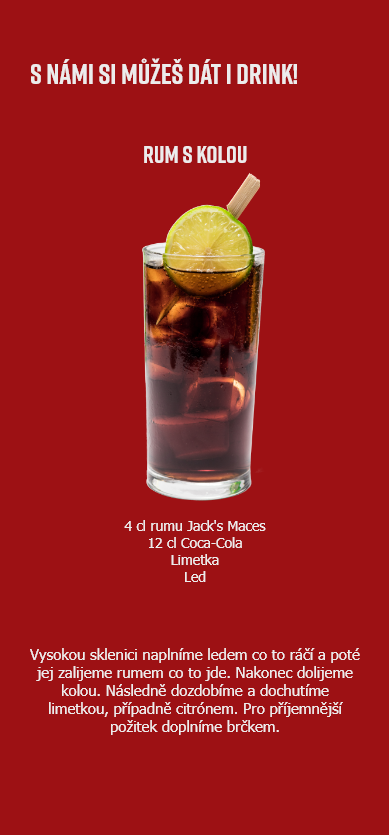 S NÁMI SI MŮŽEŠ DÁT I DRINK!
RUM S KOLOU
4 cl rumu Jack's Maces
12 cl Coca-Cola
Limetka
Led
Vysokou sklenici naplníme ledem co to ráčí a poté
jej zalijeme rumem co to jde. Nakonec dolijeme
kolou. Následně dozdobíme a dochutíme
limetkou, případně citrónem. Pro příjemnější
požitek doplníme brčkem.